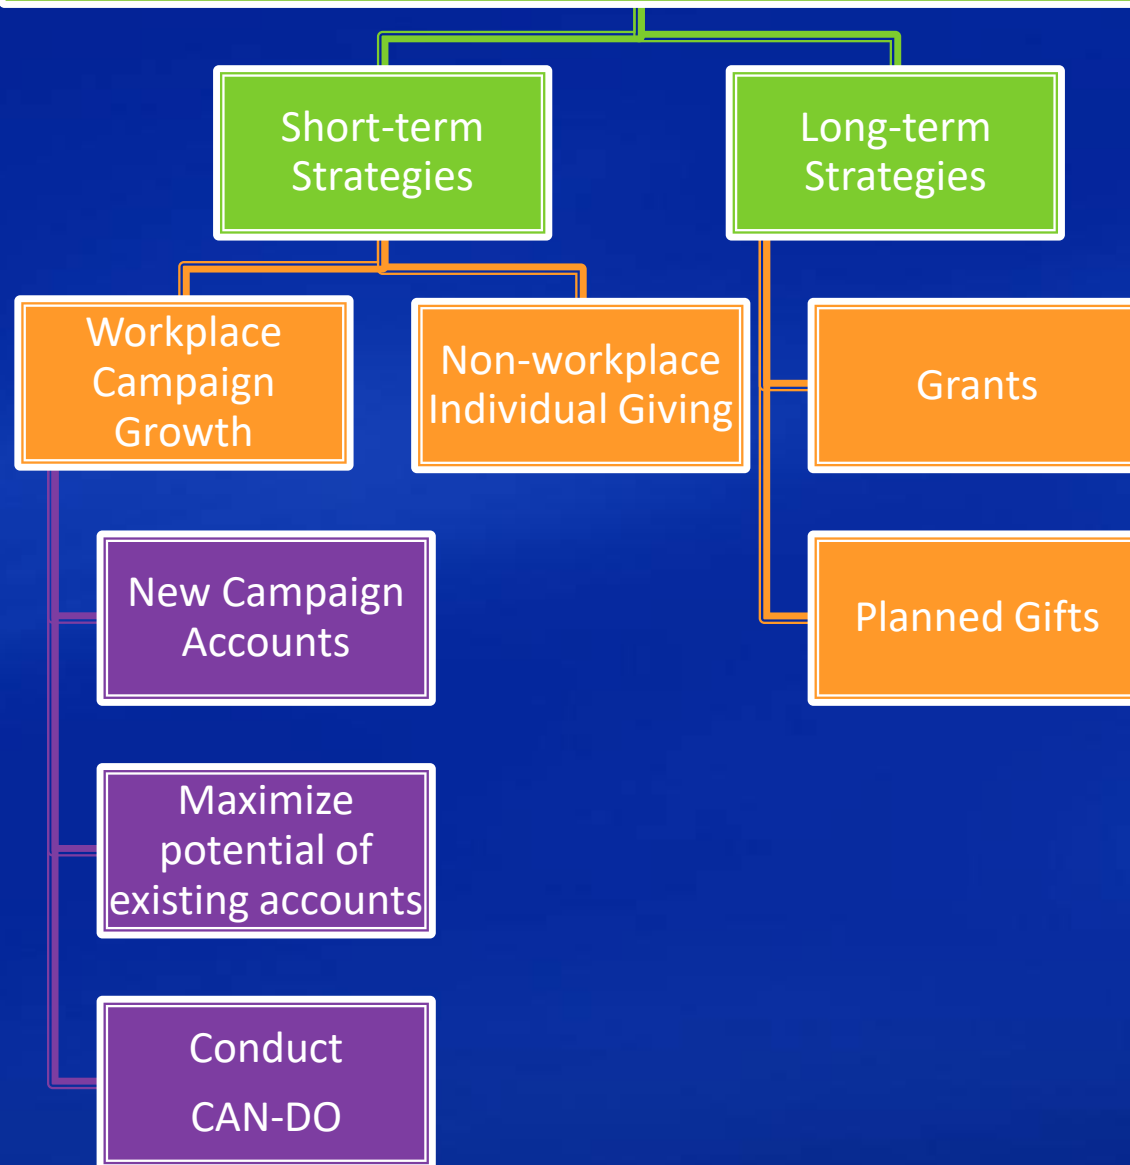 Short-term
Strategies
Long-term
Strategies
Workplace
Campaign
Growth
Non-workplace
Individual Giving
Grants
New Campaign
Accounts
Planned Gifts
Maximize
potential of
existing accounts
Conduct
CAN-DO